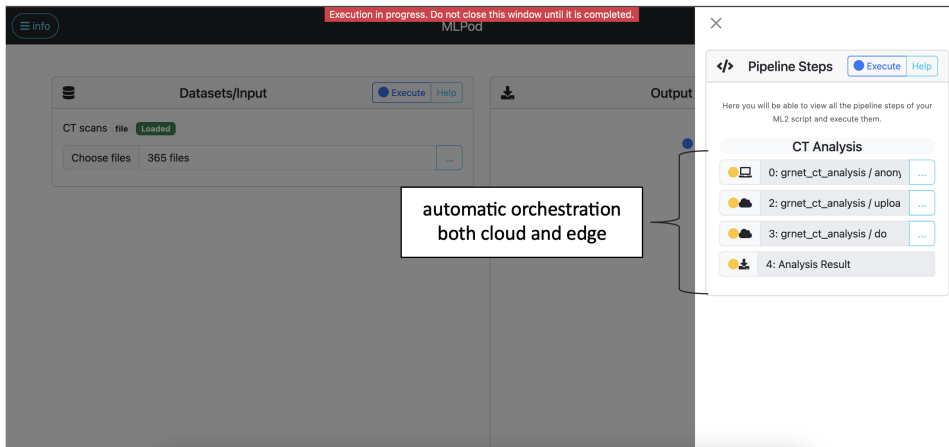 Execution in progress. Do not close this window until it is completed.
info
MLPod
Datasets/Input
Execute
Help
CT scans file Loaded
Choose files 365 files
...
Output
automatic orchestration
both cloud and edge
Pipeline Steps
Execute
Help
Here you will be able to view all the pipeline steps of your
ML2 script and execute them.
CT Analysis
0: grnet_ct_analysis / anony
...
2: grnet_ct_analysis / uploa
...
3: grnet_ct_analysis / do
...
4: Analysis Result